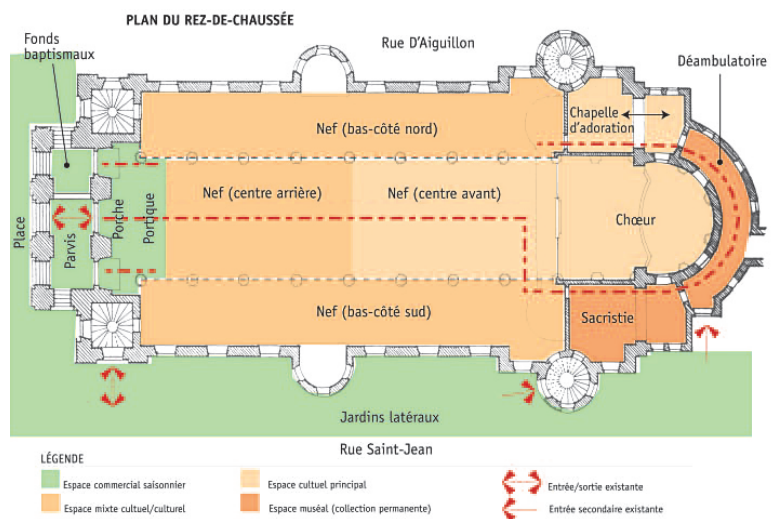 PLAN DU REZ-DE-CHAUSSÉE
Fonds
baptismaux
Rue D'Aiguillon
Déambulatoire
Nef (bas-côté nord)
Chapelle
d'adoration
Place
Parvis
Porche
Portique
Nef (centre arrière)
Nef (centre avant)
Chœur
Nef (bas-côté sud)
Sacristie
Jardins latéraux
Rue Saint-Jean
LÉGENDE
Espace commercial saisonnier
Espace cultuel principal
Entrée/sortie existante
Espace mixte cultuel/culturel
Espace muséal (collection permanente)
Entrée secondaire existante